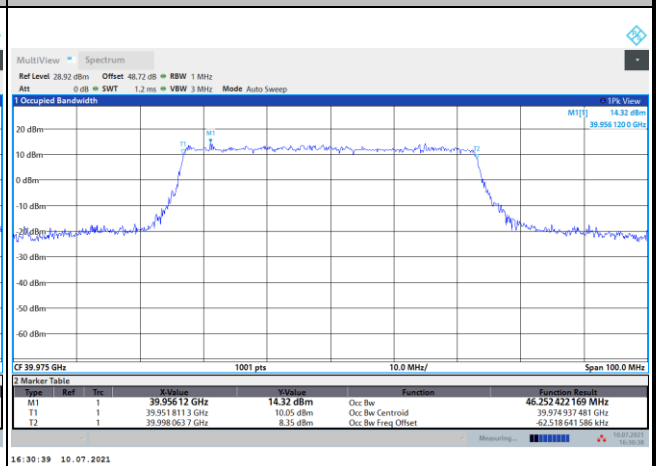 MultiView Spectrum
Ref Level 28.92 dBm Offset 48.72 dB RBW 1 MHz
Att 0 dB SWT 1.2 ms VBW 3 MHz Mode Auto Sweep
1 Occupied Bandwidth 1Pk View
M1[1] 14.32 dBm
39.956 120 0 GHz
20 dBm
M1
T1
T2
10 dBm
0 dBm
-10 dBm
-20 dBm
-30 dBm
-40 dBm
-50 dBm
-60 dBm
CF 39.975 GHz 1001 pts 10.0 MHz/ Span 100.0 MHz
2 Marker Table
Type Ref Trc X-Value Y-Value Function Function Result
M1 1 39.95612 GHz 14.32 dBm Occ Bw 46.252 422 169 MHz
T1 1 39.951 811 3 GHz 10.05 dBm Occ Bw Centroid 39.974 937 481 GHz
T2 1 39.998 063 7 GHz 8.35 dBm Occ Bw Freq Offset -62.518 641 586 kHz
Measuring... 10.07.2021
16:30:38
16:30:39 10.07.2021